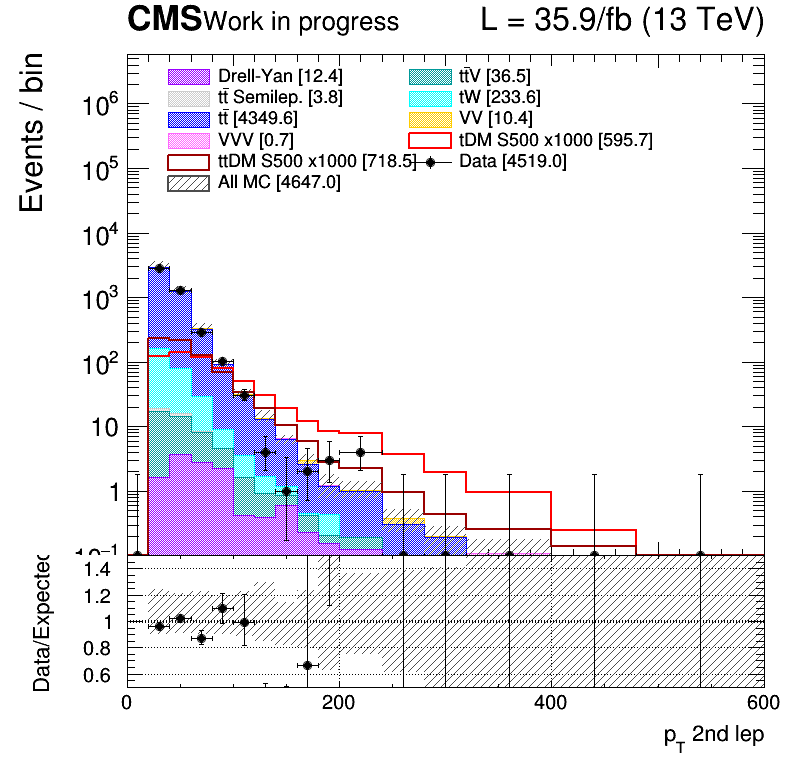 CMS Work in progress L = 35.9/fb (13 TeV)
Events / bin
Drell-Yan [12.4] tt̄V [36.5]
tt̄ Semilep. [3.8] tW [233.6]
tt̄ [4349.6] VV [10.4]
VVV [0.7] tDM S500 x1000 [595.7]
ttDM S500 x1000 [718.5] Data [4519.0]
All MC [4647.0]
10⁶
10⁵
10⁴
10³
10²
10
1
10⁻¹
Data/Expected
1.4
1.2
1
0.8
0.6
0 200 400 600
p_T 2nd lep